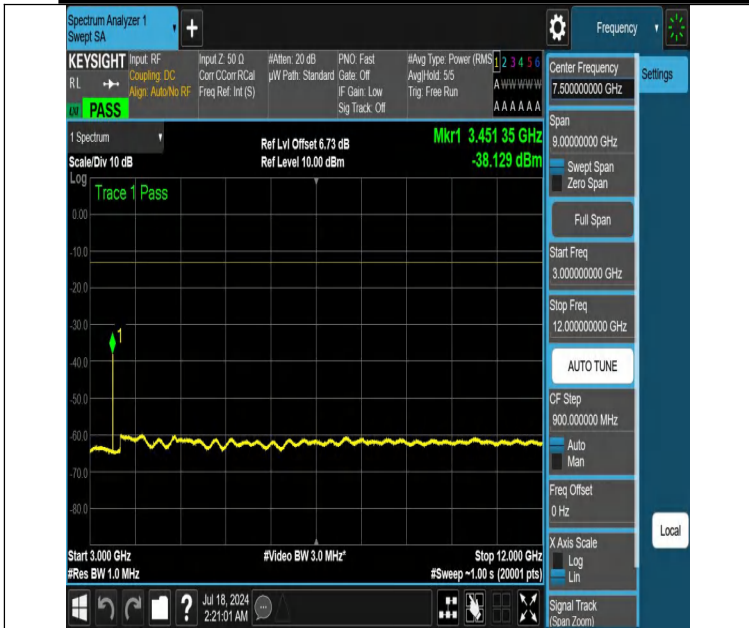 Spectrum Analyzer 1
Swept SA
Frequency
KEYSIGHT
RL
PASS
Input: RF
Coupling: DC
Align: Auto/No RF
Input Z: 50 Ω
Corr CCorr RCal
Freq Ref: Int (S)
#Atten: 20 dB
µW Path: Standard
PNO: Fast
Gate: Off
IF Gain: Low
Sig Track: Off
#Avg Type: Power (RMS
Avg|Hold: 5/5
Trig: Free Run
1 2 3 4 5 6
A W W W W W
A A A A A A
1 Spectrum
Scale/Div 10 dB
Ref Lvl Offset 6.73 dB
Ref Level 10.00 dBm
Mkr1 3.451 35 GHz
-38.129 dBm
Log
Trace 1 Pass
0.00
-10.0
-20.0
-30.0
-40.0
-50.0
-60.0
-70.0
-80.0
1
Start 3.000 GHz
#Res BW 1.0 MHz
#Video BW 3.0 MHz*
Stop 12.000 GHz
#Sweep ~1.00 s (20001 pts)
Center Frequency
7.500000000 GHz
Settings
Span
9.00000000 GHz
Swept Span
Zero Span
Full Span
Start Freq
3.000000000 GHz
Stop Freq
12.000000000 GHz
AUTO TUNE
CF Step
900.000000 MHz
Auto
Man
Freq Offset
0 Hz
X Axis Scale
Log
Lin
Signal Track
(Span Zoom)
Local
?
Jul 18, 2024
2:21:01 AM